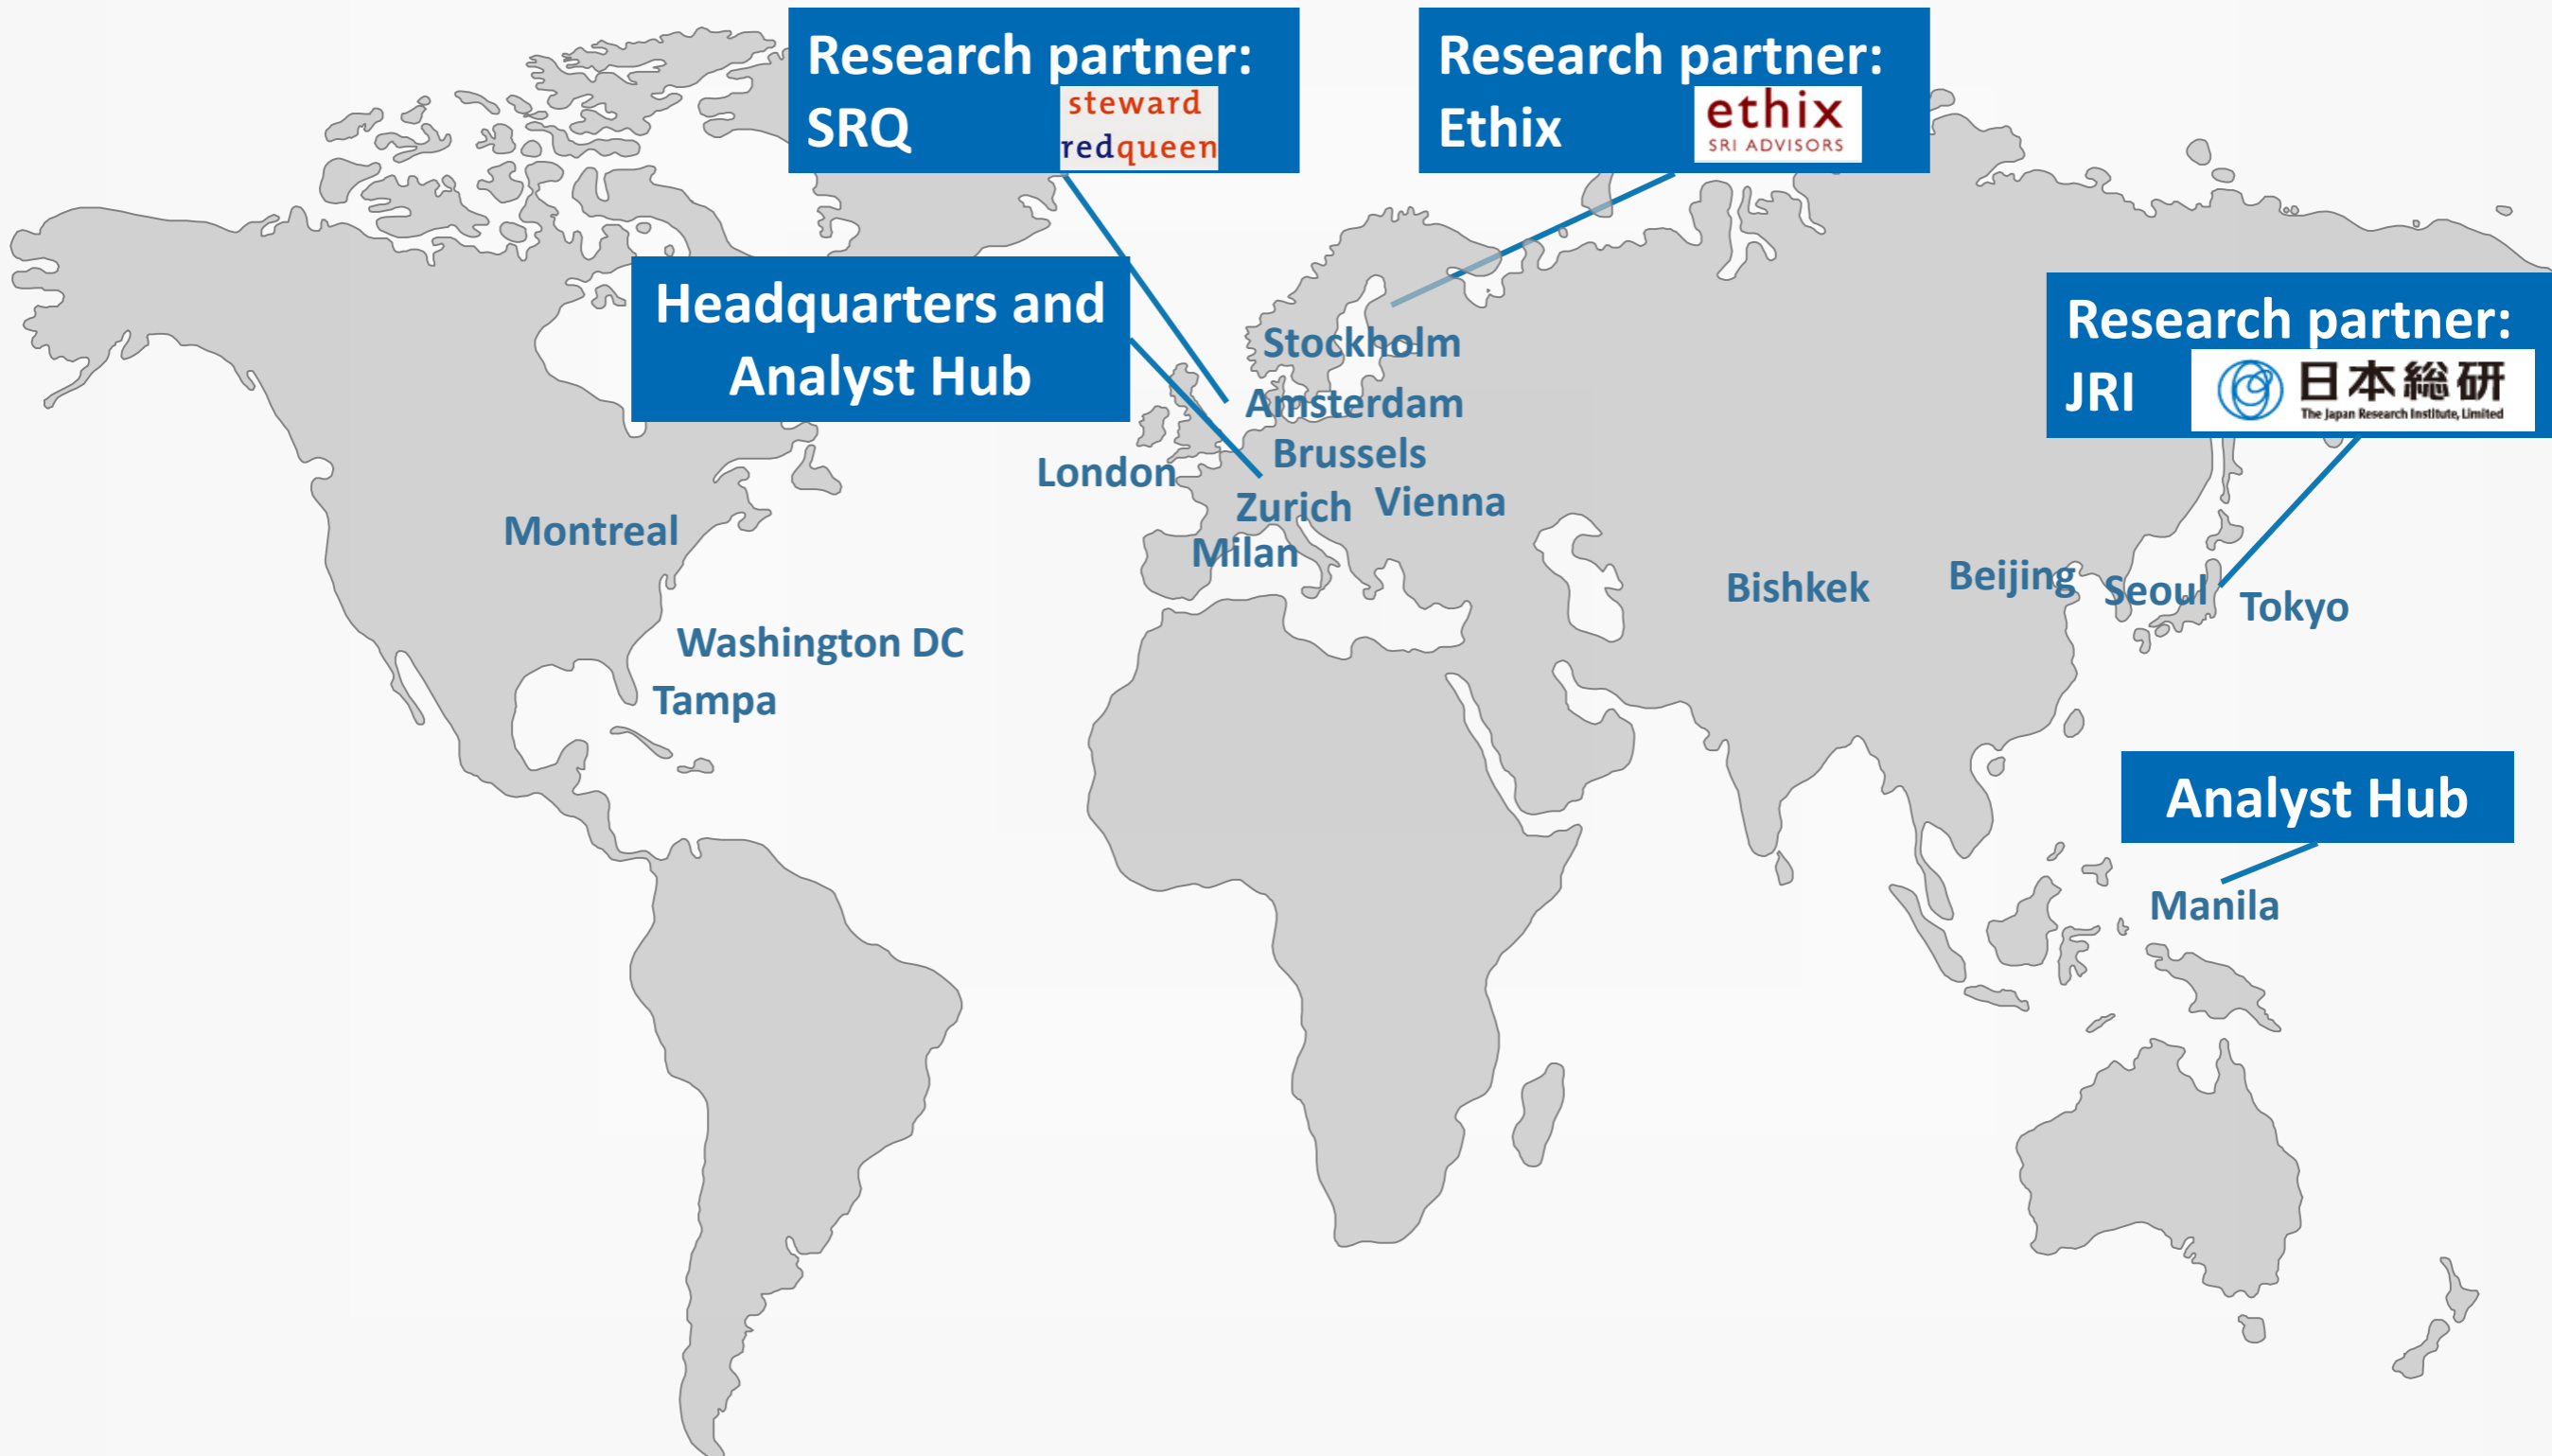 Research partner:
SRQ
steward
redqueen
Research partner:
Ethix
ethix
SRI ADVISORS
Headquarters and
Analyst Hub
Research partner:
JRI
日本総研
The Japan Research Institute, Limited
Stockholm
Amsterdam
Brussels
London
Zurich
Vienna
Milan
Montreal
Washington DC
Tampa
Bishkek
Beijing
Seoul
Tokyo
Analyst Hub
Manila